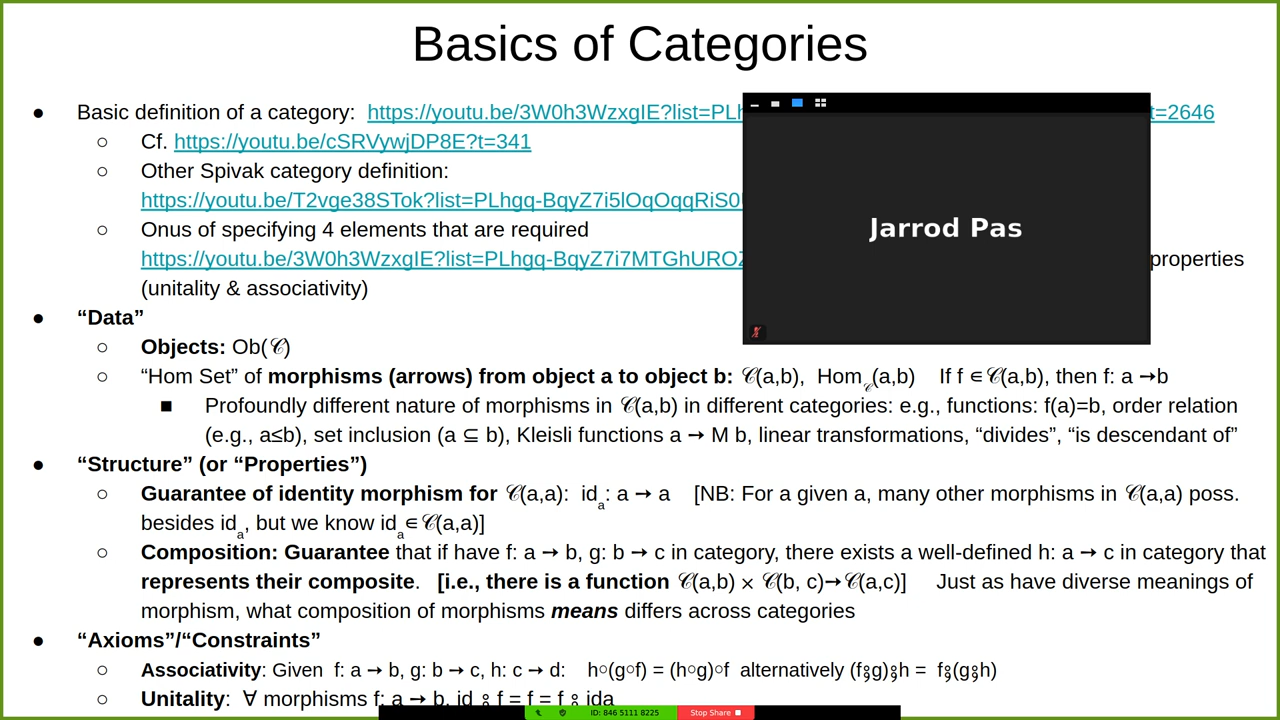 Basics of Categories
● Basic definition of a category: https://youtu.be/3W0h3WzxgIE?list=PLh t=2646
○ Cf. https://youtu.be/cSRVywjDP8E?t=341
○ Other Spivak category definition:
https://youtu.be/T2vge38STok?list=PLhgq-BqyZ7i5lOqOqqRiS0
○ Onus of specifying 4 elements that are required
https://youtu.be/3W0h3WzxgIE?list=PLhgq-BqyZ7i7MTGhUROZ properties
(unitality & associativity)
Jarrod Pas
● “Data”
○ Objects: Ob(𝒞)
○ “Hom Set” of morphisms (arrows) from object a to object b: 𝒞(a,b), Hom𝒞(a,b) If f ∈𝒞(a,b), then f: a ➙b
■ Profoundly different nature of morphisms in 𝒞(a,b) in different categories: e.g., functions: f(a)=b, order relation
(e.g., a≤b), set inclusion (a ⊆ b), Kleisli functions a ➙ M b, linear transformations, “divides”, “is descendant of”
● “Structure” (or “Properties”)
○ Guarantee of identity morphism for 𝒞(a,a): idₐ: a ➙ a [NB: For a given a, many other morphisms in 𝒞(a,a) poss.
besides idₐ, but we know idₐ∈𝒞(a,a)]
○ Composition: Guarantee that if have f: a ➙ b, g: b ➙ c in category, there exists a well-defined h: a ➙ c in category that
represents their composite. [i.e., there is a function 𝒞(a,b) × 𝒞(b, c)➙𝒞(a,c)] Just as have diverse meanings of
morphism, what composition of morphisms means differs across categories
● “Axioms”/“Constraints”
○ Associativity: Given f: a ➙ b, g: b ➙ c, h: c ➙ d: h○(g○f) = (h○g)○f alternatively (f⨟g)⨟h = f⨟(g⨟h)
○ Unitality: ∀ morphisms f: a ➙ b, id ⨟ f = f = f ⨟ ida
ID: 846 5111 8225 Stop Share